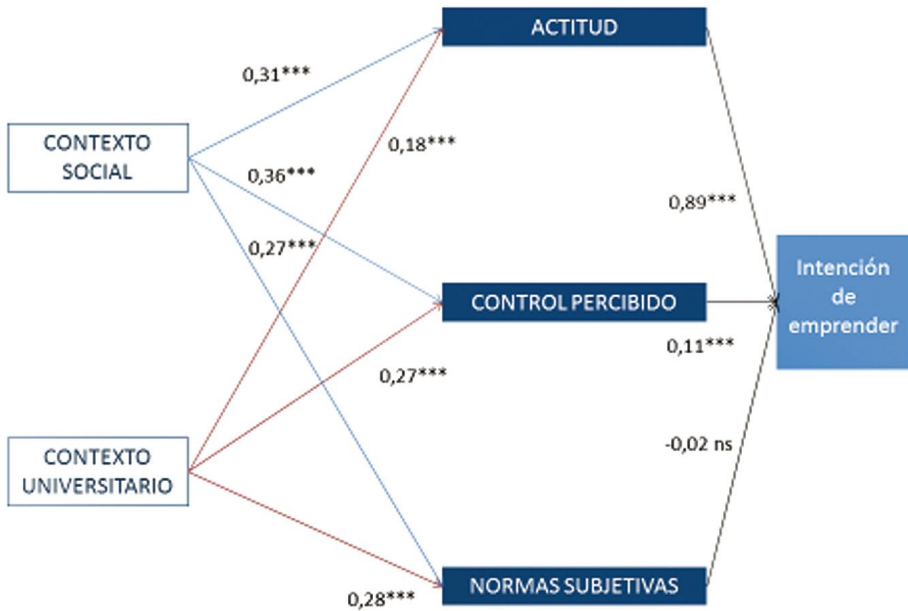 ACTITUD
0,31***
CONTEXTO
SOCIAL
0,18***
0,36***
0,89***
0,27***
Intención
de
emprender
CONTROL PERCIBIDO
0,11***
0,27***
CONTEXTO
UNIVERSITARIO
-0,02 ns
NORMAS SUBJETIVAS
0,28***